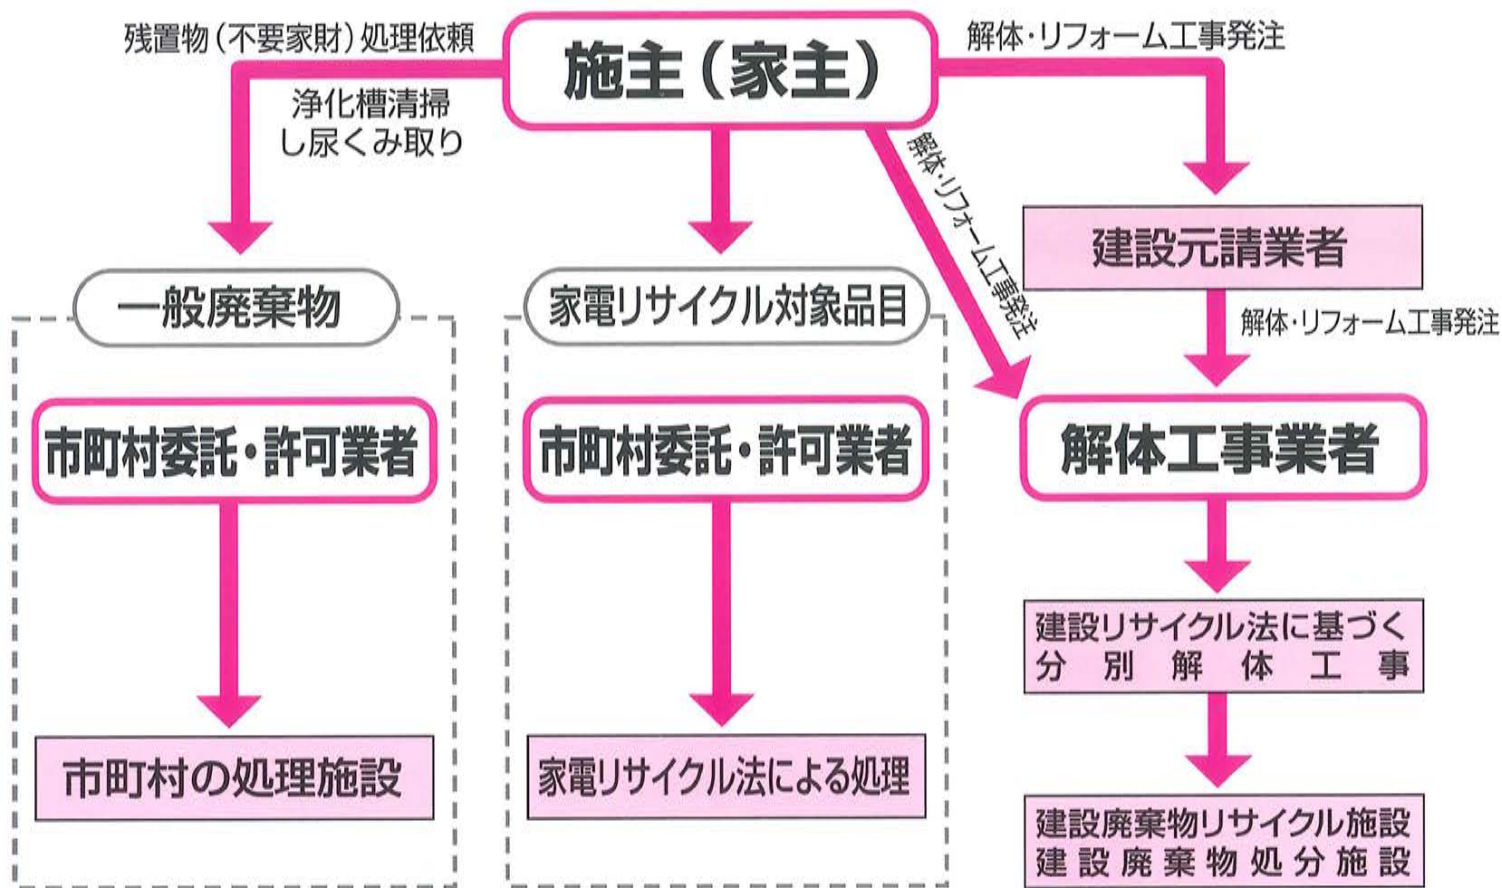 残置物(不要家財)処理依頼
浄化槽清掃
し尿くみ取り
施主(家主)
解体・リフォーム工事発注
解体・リフォーム工事発注
建設元請業者
解体・リフォーム工事発注
一般廃棄物
家電リサイクル対象品目
市町村委託・許可業者
市町村委託・許可業者
解体工事業者
建設リサイクル法に基づく
分別解体工事
市町村の処理施設
家電リサイクル法による処理
建設廃棄物リサイクル施設
建設廃棄物処分施設